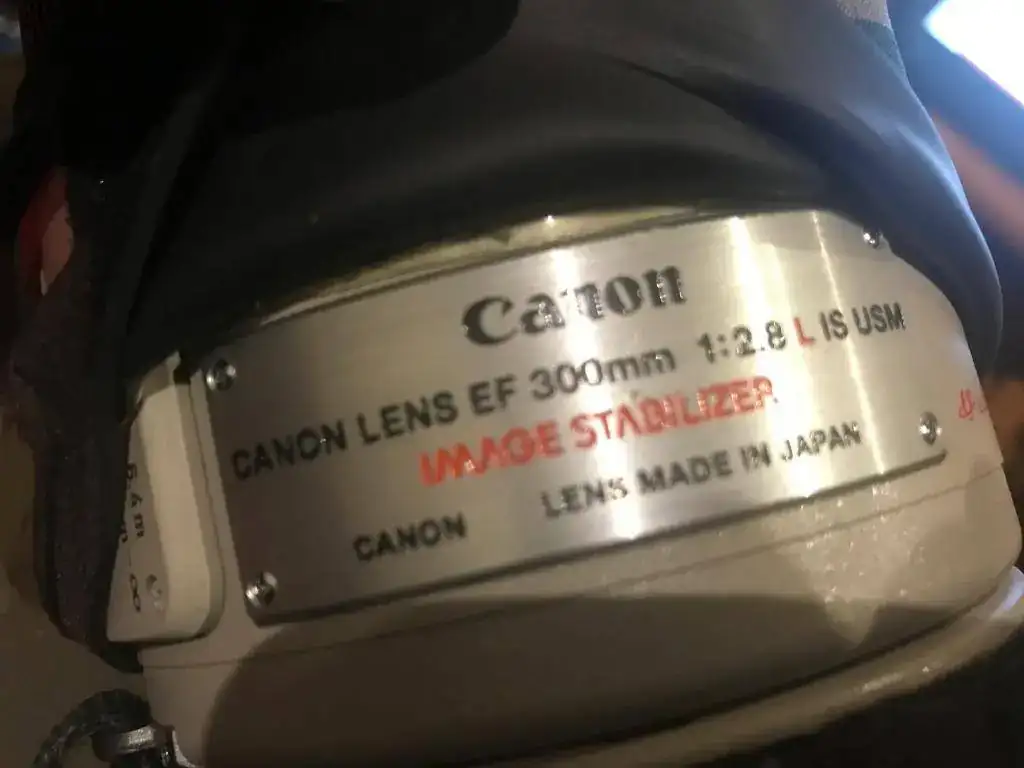 Canon
CANON LENS EF 300mm 1:2.8 L IS USM
IMAGE STABILIZER
CANON LENS MADE IN JAPAN
∞